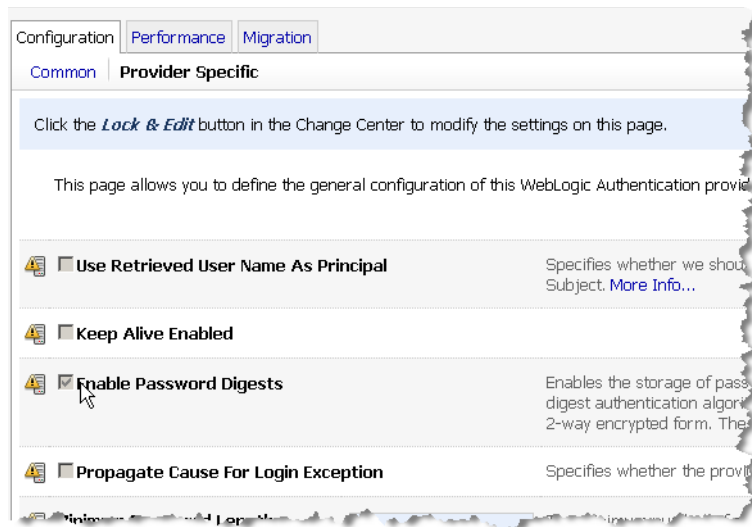 Configuration Performance Migration
Common Provider Specific
Click the Lock & Edit button in the Change Center to modify the settings on this page.
This page allows you to define the general configuration of this WebLogic Authentication provid
Use Retrieved User Name As Principal
Specifies whether we shou
Subject. More Info...
Keep Alive Enabled
Enable Password Digests
Enables the storage of pass
digest authentication algori
2-way encrypted form. The
Propagate Cause For Login Exception
Specifies whether the provi